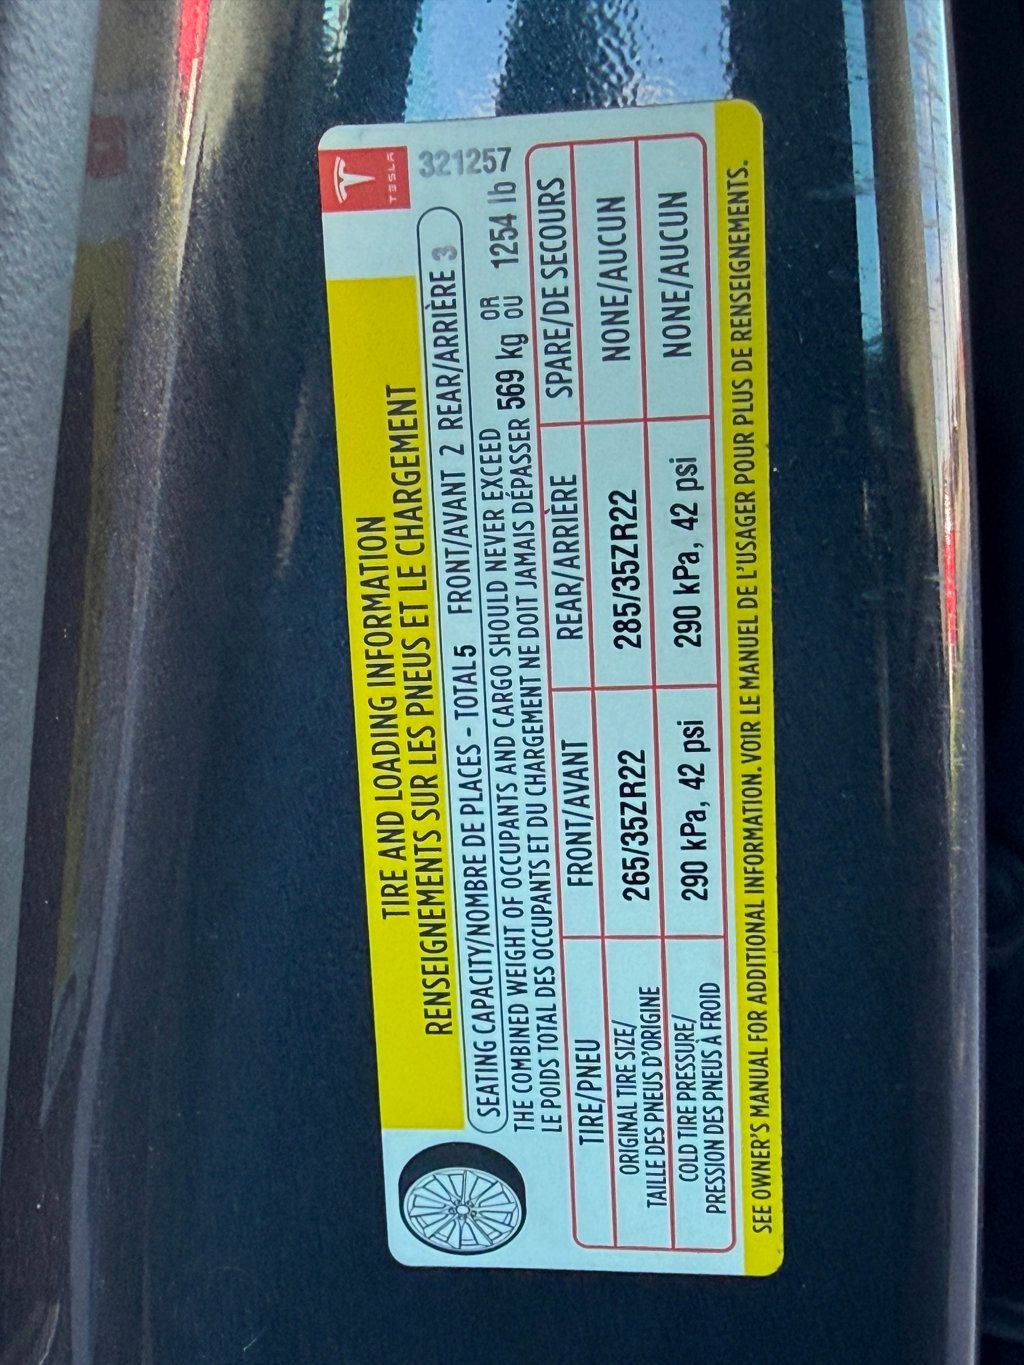 TESLA
321257
TIRE AND LOADING INFORMATION
RENSEIGNEMENTS SUR LES PNEUS ET LE CHARGEMENT
SEATING CAPACITY/NOMBRE DE PLACES - TOTAL 5 FRONT/AVANT 2 REAR/ARRIÈRE 3
THE COMBINED WEIGHT OF OCCUPANTS AND CARGO SHOULD NEVER EXCEED
LE POIDS TOTAL DES OCCUPANTS ET DU CHARGEMENT NE DOIT JAMAIS DÉPASSER 569 kg OR OU 1254 lb
TIRE/PNEU FRONT/AVANT REAR/ARRIÈRE SPARE/DE SECOURS
ORIGINAL TIRE SIZE/
TAILLE DES PNEUS D'ORIGINE 265/35ZR22 285/35ZR22 NONE/AUCUN
COLD TIRE PRESSURE/
PRESSION DES PNEUS À FROID 290 kPa, 42 psi 290 kPa, 42 psi NONE/AUCUN
SEE OWNER'S MANUAL FOR ADDITIONAL INFORMATION. VOIR LE MANUEL DE L'USAGER POUR PLUS DE RENSEIGNEMENTS.